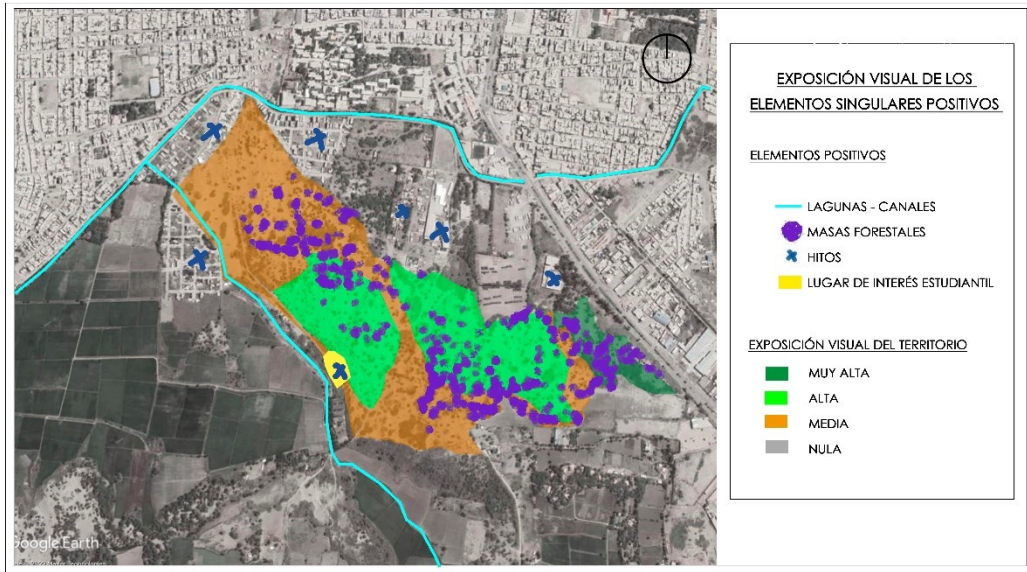 EXPOSICIÓN VISUAL DE LOS
ELEMENTOS SINGULARES POSITIVOS
ELEMENTOS POSITIVOS
LAGUNAS - CANALES
MASAS FORESTALES
HITOS
LUGAR DE INTERÉS ESTUDIANTIL
EXPOSICIÓN VISUAL DEL TERRITORIO
MUY ALTA
ALTA
MEDIA
NULA
Google Earth